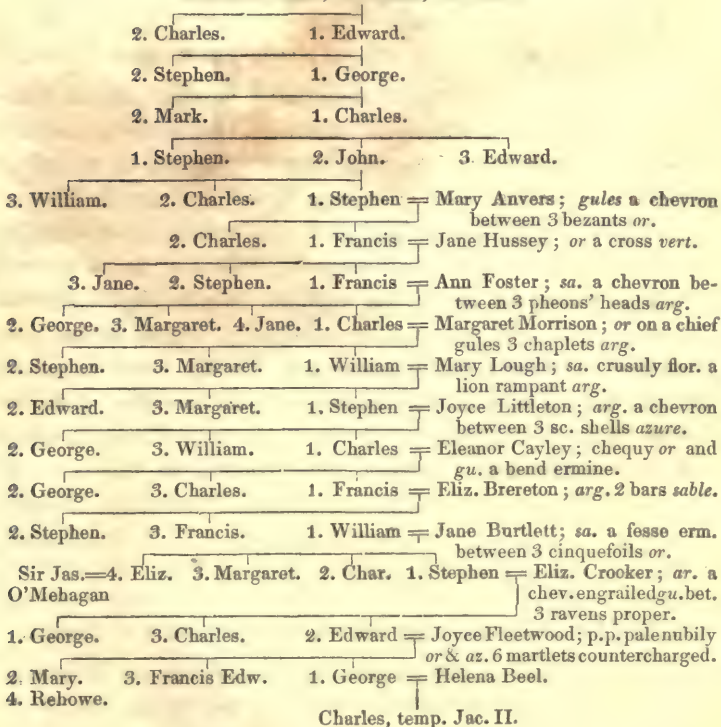 2. Charles. 1. Edward.
2. Stephen. 1. George.
2. Mark. 1. Charles.
1. Stephen. 2. John. 3. Edward.
3. William. 2. Charles. 1. Stephen = Mary Anvers; gules a chevron
between 3 bezants or.
2. Charles. 1. Francis = Jane Hussey; or a cross vert.
3. Jane. 2. Stephen. 1. Francis = Ann Foster; sa. a chevron be-
tween 3 pheons' heads arg.
2. George. 3. Margaret. 4. Jane. 1. Charles = Margaret Morrison; or on a chief
gules 3 chaplets arg.
2. Stephen. 3. Margaret. 1. William = Mary Lough; sa. crusuly flor. a
lion rampant arg.
2. Edward. 3. Margaret. 1. Stephen = Joyce Littleton; arg. a chevron
between 3 sc. shells azure.
2. George. 3. William. 1. Charles = Eleanor Cayley; chequy or and
gu. a bend ermine.
2. George. 3. Charles. 1. Francis = Eliz. Brereton; arg. 2 bars sable.
2. Stephen. 3. Francis. 1. William = Jane Burtlett; sa. a fesse erm.
between 3 cinquefoils or.
Sir Jas.=4. Eliz. 3. Margaret. 2. Char. 1. Stephen = Eliz. Crooker; ar. a
O'Mehagan chev. engrailed gu. bet.
3 ravens proper.
1. George. 3. Charles. 2. Edward = Joyce Fleetwood; p.p. pale nubily
or & az. 6 martlets countercharged.
2. Mary. 3. Francis Edw. 1. George = Helena Beel.
4. Rehowe.
Charles, temp. Jac. II.